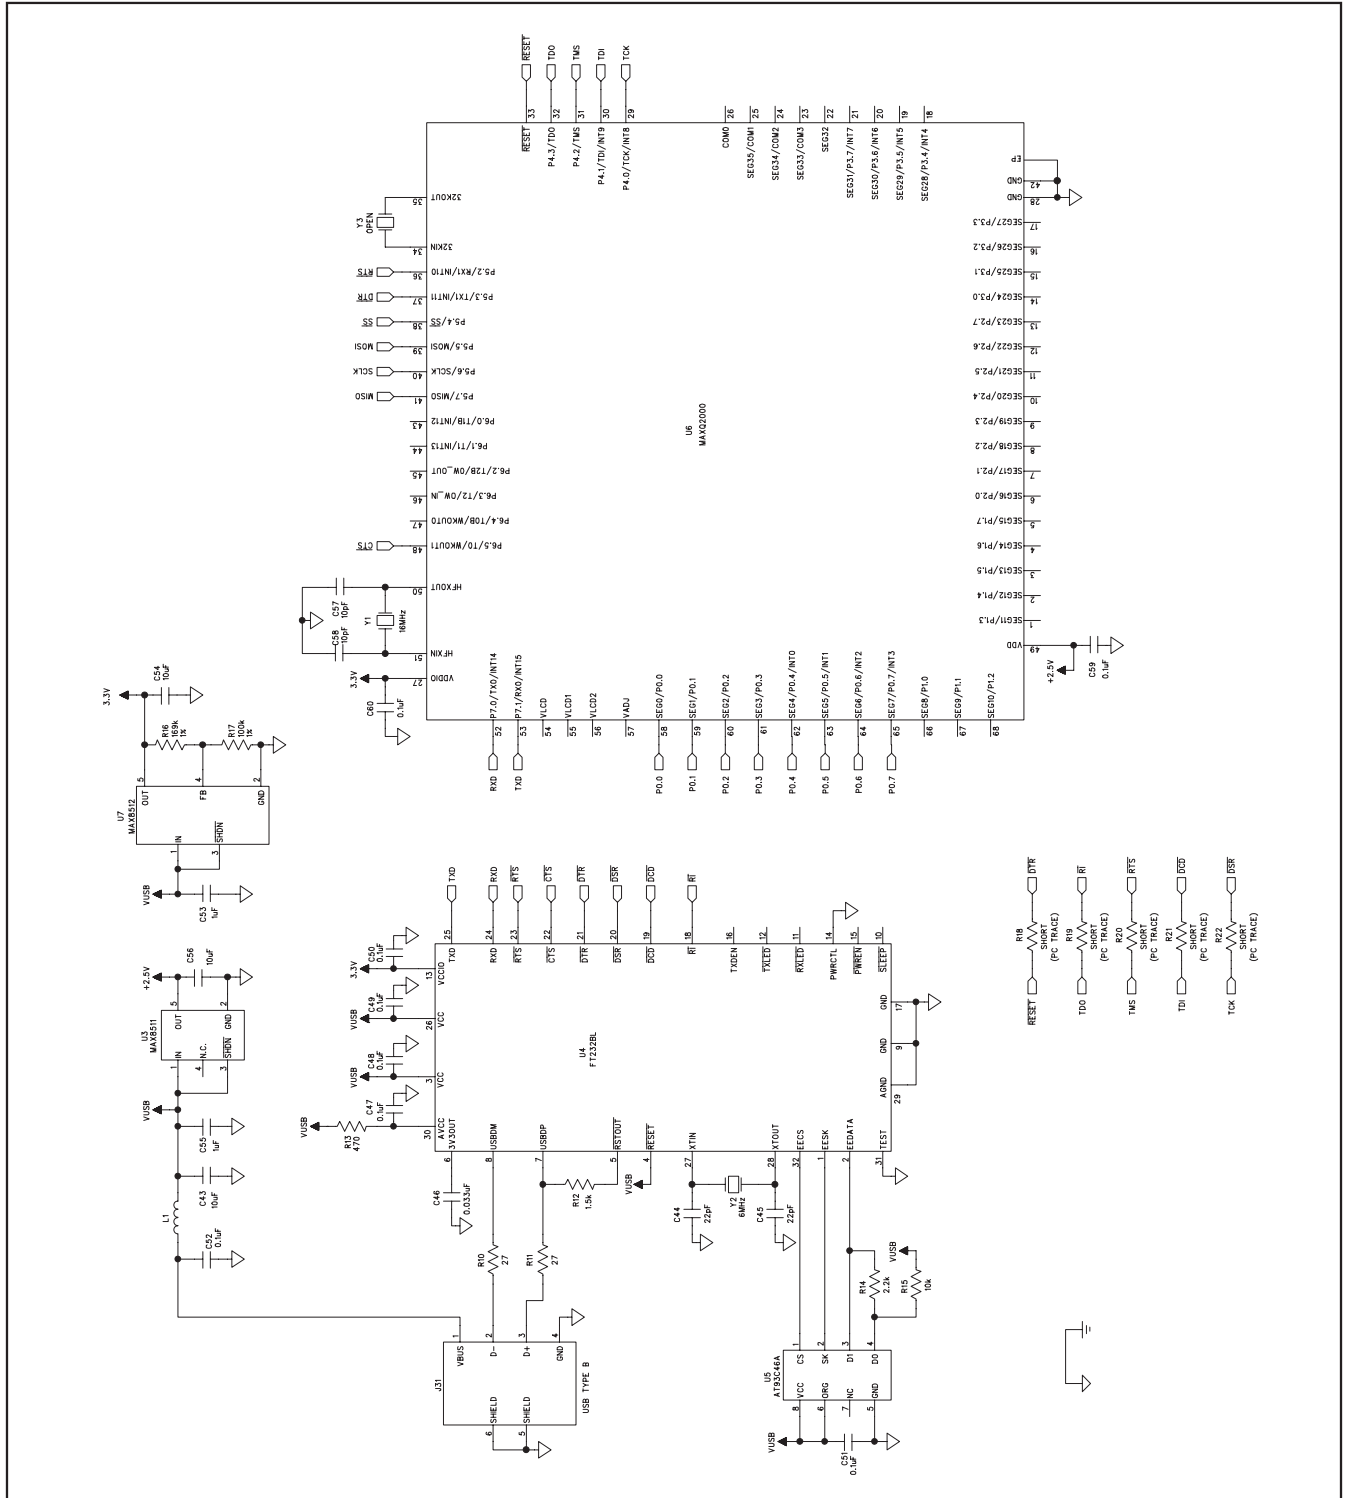 RESET
TDO
TMS
TDI
TCK
33
32
31
30
29
26
25
24
23
22
21
20
19
18
RESET
P4.3/TDO
P4.2/TMS
P4.1/TDI/INT9
P4.0/TCK/INT8
COM0
SEG35/COM1
SEG34/COM2
SEG33/COM3
SEG32
SEG31/P3.7/INT7
SEG30/P3.6/INT6
SEG29/P3.5/INT5
SEG28/P3.4/INT4
EP
GND 42
GND 28
SEG27/P3.3 17
SEG26/P3.2 16
SEG25/P3.1 15
SEG24/P3.0 14
SEG23/P2.7 13
SEG22/P2.6 12
SEG21/P2.5 11
SEG20/P2.4 10
SEG19/P2.3 9
SEG18/P2.2 8
SEG17/P2.1 7
SEG16/P2.0 6
SEG15/P1.7 5
SEG14/P1.6 4
SEG13/P1.5 3
SEG12/P1.4 2
SEG11/P1.3 1
VDD 49
+2.5V
C59
0.1uF
Y3
OPEN
35 32KOUT
34 32KIN
RTS 36 P5.2/RX1/INT10
DTR 37 P5.3/TX1/INT11
SS 38 P5.4/SS
MOSI 39 P5.5/MOSI
SCLK 40 P5.6/SCLK
MISO 41 P5.7/MISO
43 P6.0/T1B/INT12
44 P6.1/T1/INT13
45 P6.2/T2B/OW_OUT
46 P6.3/T2/OW_IN
47 P6.4/T0B/WKOUT0
CTS 48 P6.5/T0/WKOUT1
50 HFXOUT
51 HFXIN
27 VDDIO
C57
10pF
C58
10pF
Y1
16MHz
3.3V
C60
0.1uF
U6
MAXQ2000
P7.0/TX0/INT14
P7.1/RX0/INT15
VLCD
VLCD1
VLCD2
VADJ
SEG0/P0.0
SEG1/P0.1
SEG2/P0.2
SEG3/P0.3
SEG4/P0.4/INT0
SEG5/P0.5/INT1
SEG6/P0.6/INT2
SEG7/P0.7/INT3
SEG8/P1.0
SEG9/P1.1
SEG10/P1.2
52
53
54
55
56
57
58
59
60
61
62
63
64
65
66
67
68
RXD
TXD
P0.0
P0.1
P0.2
P0.3
P0.4
P0.5
P0.6
P0.7
3.3V
C54
10uF
R16
169k
1%
R17
100k
1%
5
4
2
OUT
FB
GND
U7
MAX8512
IN
SHDN
1
3
VUSB
C53
1uF
+2.5V
C56
10uF
5
2
OUT
GND
U3
MAX8511
IN
N.C.
SHDN
1
4
3
VUSB
C55
1uF
C43
10uF
L1
C52
0.1uF
TXD
RXD
RTS
CTS
DTR
DSR
DCD
RI
25
24
23
22
21
20
19
18
16
12
11
14
15
10
TXD
RXD
RTS
CTS
DTR
DSR
DCD
RI
TXDEN
TXLED
RXLED
PWRCTL
PWREN
SLEEP
3.3V
C50
0.1uF
13 VCCIO
VUSB
C49
0.1uF
26 VCC
VUSB
C48
0.1uF
3 VCC
C47
0.1uF
30 AVCC
VUSB
R13
470
U4
FT232BL
GND 17
GND 9
AGND 29
3V3OUT
USBDM
USBDP
RSTOUT
RESET
XTIN
XTOUT
EECS
EESK
EEDATA
TEST
6
8
7
5
4
27
28
32
1
2
31
C46
0.033uF
R12
1.5k
VUSB
R10
27
R11
27
C44
22pF
Y2
6MHz
C45
22pF
R14
2.2k
R15
10k
VUSB
1
2
3
4
VBUS
D-
D+
GND
J31
USB TYPE B
SHIELD
SHIELD
6
5
1
2
3
4
CS
SK
D1
DO
U5
AT93C46A
VCC
ORG
NC
GND
8
6
7
5
VUSB
C51
0.1uF
DTR
RI
RTS
DCD
DSR
R18
SHORT
(PC TRACE)
R19
SHORT
(PC TRACE)
R20
SHORT
(PC TRACE)
R21
SHORT
(PC TRACE)
R22
SHORT
(PC TRACE)
RESET
TDO
TMS
TDI
TCK